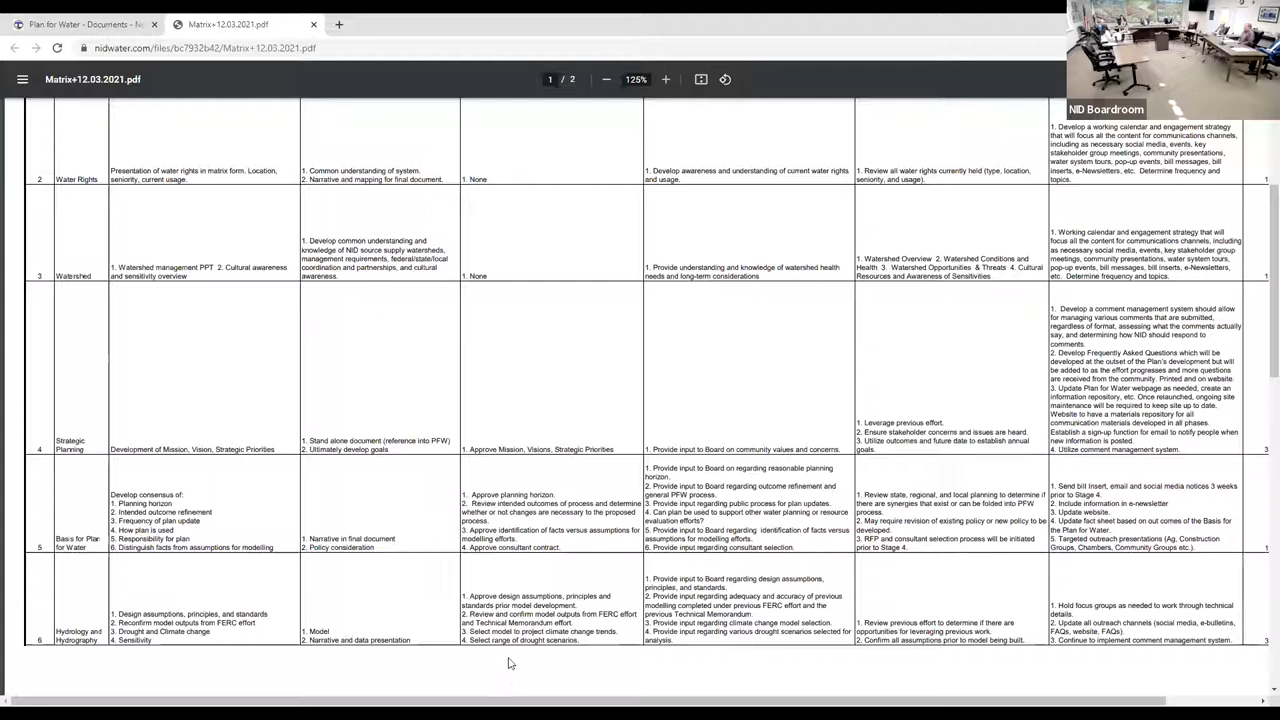 Plan for Water - Documents - Ne
Matrix+12.03.2021.pdf
nidwater.com/files/bc7932b42/Matrix+12.03.2021.pdf
Matrix+12.03.2021.pdf
1 / 2
125%
NID Boardroom
2
Water Rights
Presentation of water rights in matrix form. Location,
seniority, current usage.
1. Common understanding of system.
2. Narrative and mapping for final document.
1. None
1. Develop awareness and understanding of current water rights
and usage.
1. Review all water rights currently held (type, location,
seniority, and usage).
1. Develop a working calendar and engagement strategy
that will focus all the content for communications channels,
including as necessary social media, events, key
stakeholder group meetings, community presentations,
water system tours, pop-up events, bill messages, bill
inserts, e-Newsletters, etc. Determine frequency and
topics.
1
3
Watershed
1. Watershed management PPT 2. Cultural awareness
and sensitivity overview
1. Develop common understanding and
knowledge of NID source supply watersheds,
management requirements, federal/state/local
coordination and partnerships, and cultural
awareness.
1. None
1. Provide understanding and knowledge of watershed health
needs and long-term considerations
1. Watershed Overview 2. Watershed Conditions and
Health 3. Watershed Opportunities & Threats 4. Cultural
Resources and Awareness of Sensitivities
1. Working calendar and engagement strategy that will
focus all the content for communications channels, including
as necessary social media, events, key stakeholder group
meetings, community presentations, water system tours,
pop-up events, bill messages, bill inserts, e-Newsletters,
etc. Determine frequency and topics.
1
4
Strategic
Planning
Development of Mission, Vision, Strategic Priorities
1. Stand alone document (reference into PFW)
2. Ultimately develop goals
1. Approve Mission, Visions, Strategic Priorities
1. Provide input to Board on community values and concerns.
1. Leverage previous effort.
2. Ensure stakeholder concerns and issues are heard.
3. Utilize outcomes and future date to establish annual
goals.
1. Develop a comment management system should allow
for managing various comments that are submitted,
regardless of format, assessing what the comments actually
say, and determining how NID should respond to
comments.
2. Develop Frequently Asked Questions which will be
developed at the outset of the Plan's development but will
be added to as the effort progresses and more questions
are received from the community. Printed and on website.
3. Update Plan for Water webpage as needed, create an
information repository, etc. Once relaunched, ongoing site
maintenance will be required to keep site up to date.
Website to have a materials repository for all
communication materials developed in all phases.
Establish a sign-up function for email to notify people when
new information is posted.
4. Utilize comment management system.
3
5
Basis for Plan
for Water
Develop consensus of:
1. Planning horizon
2. Intended outcome refinement
3. Frequency of plan update
4. How plan is used
5. Responsibility for plan
6. Distinguish facts from assumptions for modelling
1. Narrative in final document
2. Policy consideration
1. Approve planning horizon.
2. Review intended outcomes of process and determine
whether or not changes are necessary to the proposed
process.
3. Approve identification of facts versus assumptions for
modelling efforts.
4. Approve consultant contract.
1. Provide input to Board on regarding reasonable planning
horizon.
2. Provide input to Board regarding outcome refinement and
general PFW process.
3. Provide input regarding public process for plan updates.
4. Can plan be used to support other water planning or resource
evaluation efforts?
5. Provide input to Board regarding identification of facts versus
assumptions for modelling efforts.
6. Provide input regarding consultant selection.
1. Review state, regional, and local planning to determine if
there are synergies that exist or can be folded into PFW
process.
2. May require revision of existing policy or new policy to be
developed.
3. RFP and consultant selection process will be initiated
prior to Stage 4.
1. Send bill Insert, email and social media notices 3 weeks
prior to Stage 4.
2. Include information in e-newsletter
3. Update website.
4. Update fact sheet based on out comes of the Basis for
the Plan for Water.
5. Targeted outreach presentations (Ag, Construction
Groups, Chambers, Community Groups etc.).
1
6
Hydrology and
Hydrography
1. Design assumptions, principles, and standards
2. Reconfirm model outputs from FERC effort
3. Drought and Climate change
4. Sensitivity
1. Model
2. Narrative and data presentation
1. Approve design assumptions, principles and
standards prior model development.
2. Review and confirm model outputs from FERC effort
and Technical Memorandum effort.
3. Select model to project climate change trends.
4. Select range of drought scenarios.
1. Provide input to Board regarding design assumptions,
principles, and standards.
2. Provide input regarding adequacy and accuracy of previous
modelling completed under previous FERC effort and the
previous Technical Memorandum.
3. Provide input regarding climate change model selection.
4. Provide input regarding various drought scenarios selected for
analysis.
1. Review previous effort to determine if there are
opportunities for leveraging previous work.
2. Confirm all assumptions prior to model being built.
1. Hold focus groups as needed to work through technical
details.
2. Update all outreach channels (social media, e-bulletins,
FAQs, website, FAQs).
3. Continue to implement comment management system.
3